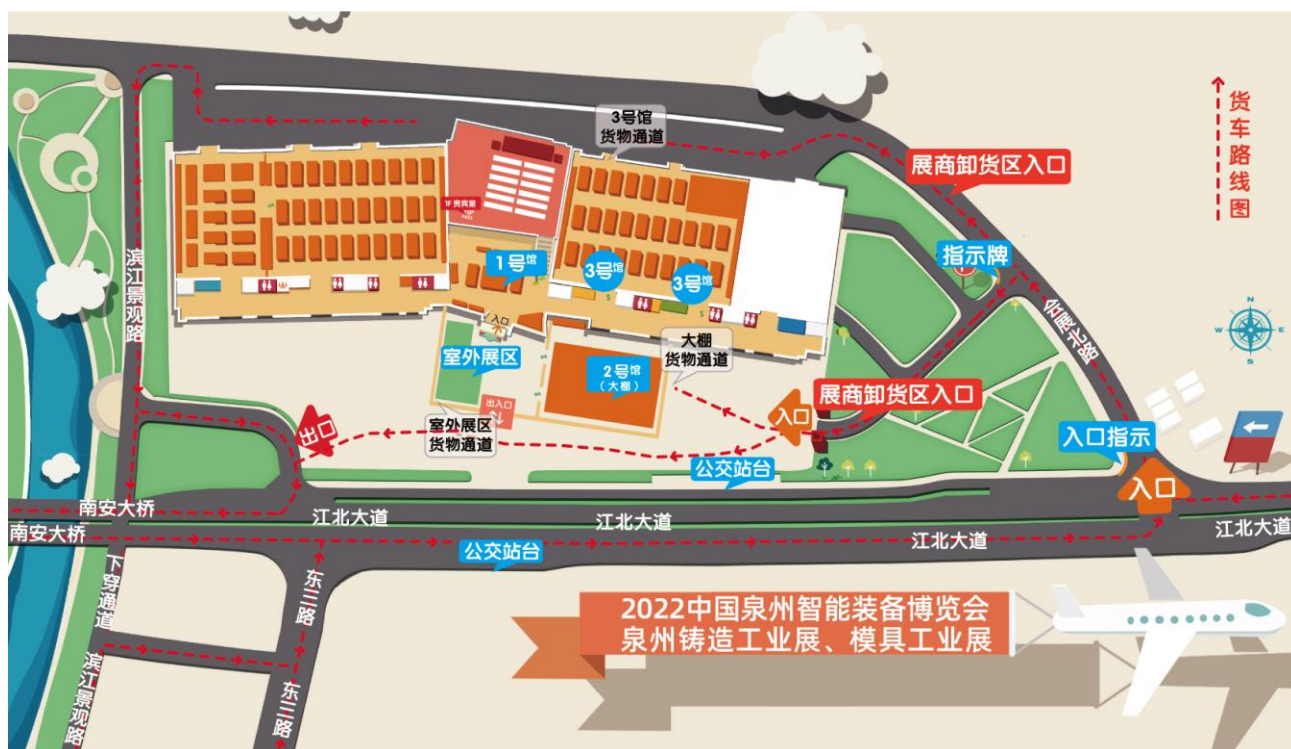 3号馆
货物通道
展商卸货区入口
货车路线图
1F 贵宾室
1号馆
3号馆
3号馆
指示牌
滨江景观路
会展北路
入口
大棚
货物通道
室外展区
2号馆
（大棚）
展商卸货区入口
出入口
入口
出口
室外展区
货物通道
入口指示
公交站台
入口
南安大桥
江北大道
江北大道
南安大桥
江北大道
江北大道
公交站台
下穿通道
东三路
2022中国泉州智能装备博览会
泉州铸造工业展、模具工业展
滨江景观路
东三路
N
W
E
S